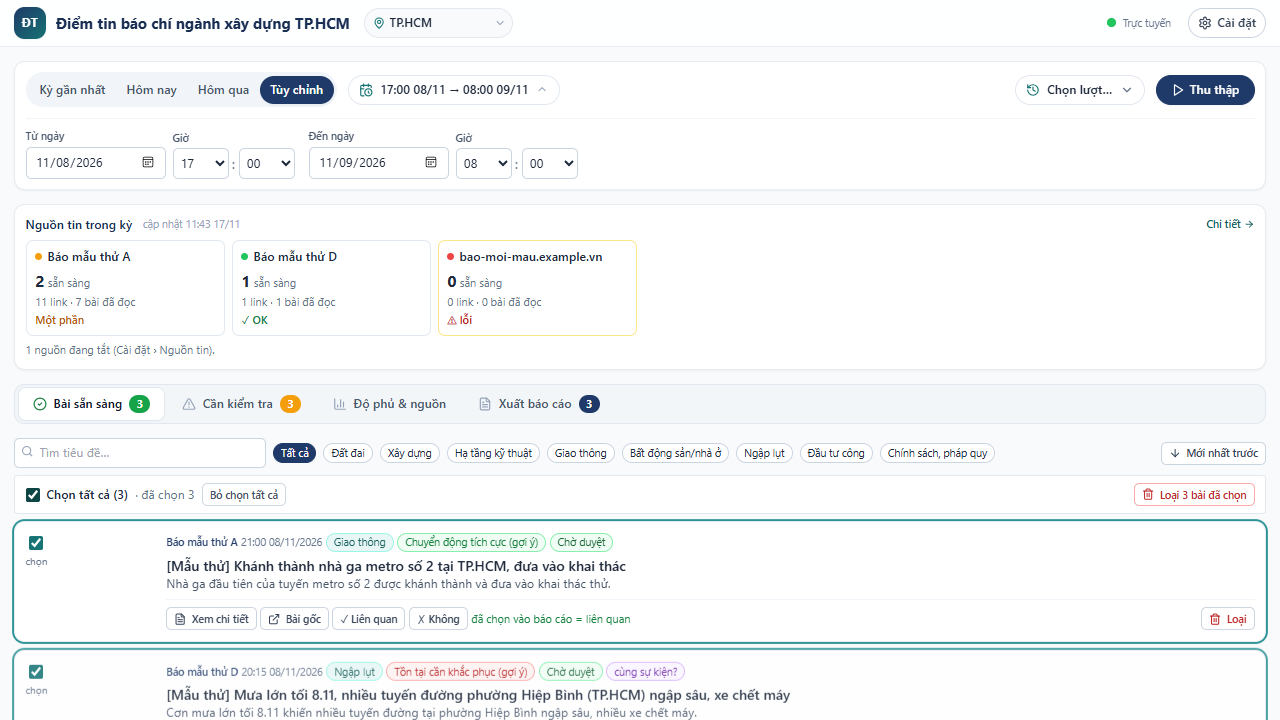 ĐT Điểm tin báo chí ngành xây dựng TP.HCM TP.HCM Trực tuyến Cài đặt
Kỳ gần nhất Hôm nay Hôm qua Tùy chỉnh 17:00 08/11 → 08:00 09/11 Chọn lượt... Thu thập
Từ ngày Giờ Đến ngày Giờ
11/08/2026 17 : 00 11/09/2026 08 : 00
Nguồn tin trong kỳ cập nhật 11:43 17/11 Chi tiết →
Báo mẫu thử A Báo mẫu thử D bao-moi-mau.example.vn
2 sẵn sàng 1 sẵn sàng 0 sẵn sàng
11 link · 7 bài đã đọc 1 link · 1 bài đã đọc 0 link · 0 bài đã đọc
Một phần ✓ OK ⚠ lỗi
1 nguồn đang tắt (Cài đặt › Nguồn tin).
Bài sẵn sàng 3 Cần kiểm tra 3 Độ phủ & nguồn Xuất báo cáo 3
Tìm tiêu đề... Tất cả Đất đai Xây dựng Hạ tầng kỹ thuật Giao thông Bất động sản/nhà ở Ngập lụt Đầu tư công Chính sách, pháp quy Mới nhất trước
Chọn tất cả (3) · đã chọn 3 Bỏ chọn tất cả Loại 3 bài đã chọn
Báo mẫu thử A 21:00 08/11/2026 Giao thông Chuyển động tích cực (gợi ý) Chờ duyệt
chọn
[Mẫu thử] Khánh thành nhà ga metro số 2 tại TP.HCM, đưa vào khai thác
Nhà ga đầu tiên của tuyến metro số 2 được khánh thành và đưa vào khai thác thử.
Xem chi tiết Bài gốc ✓ Liên quan ✗ Không đã chọn vào báo cáo = liên quan Loại
Báo mẫu thử D 20:15 08/11/2026 Ngập lụt Tồn tại cần khắc phục (gợi ý) Chờ duyệt cùng sự kiện?
chọn
[Mẫu thử] Mưa lớn tối 8.11, nhiều tuyến đường phường Hiệp Bình (TP.HCM) ngập sâu, xe chết máy
Cơn mưa lớn tối 8.11 khiến nhiều tuyến đường tại phường Hiệp Bình ngập sâu, nhiều xe chết máy.